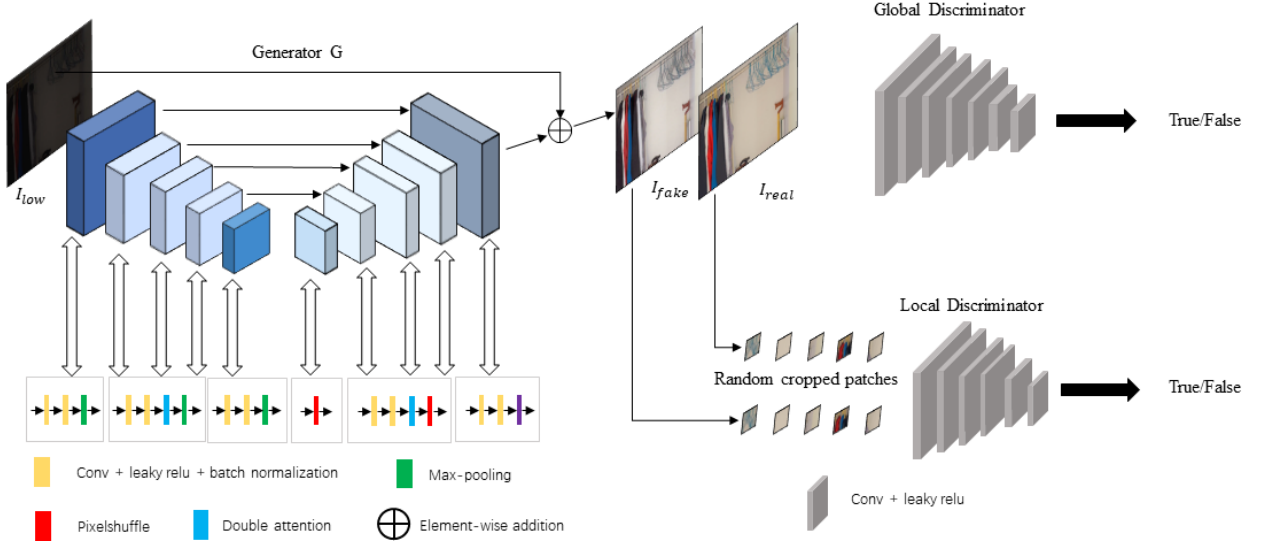 Global Discriminator
Generator G
True/False
I_low
I_fake
I_real
Local Discriminator
Random cropped patches
True/False
Conv + leaky relu + batch normalization
Max-pooling
Conv + leaky relu
Pixelshuffle
Double attention
Element-wise addition